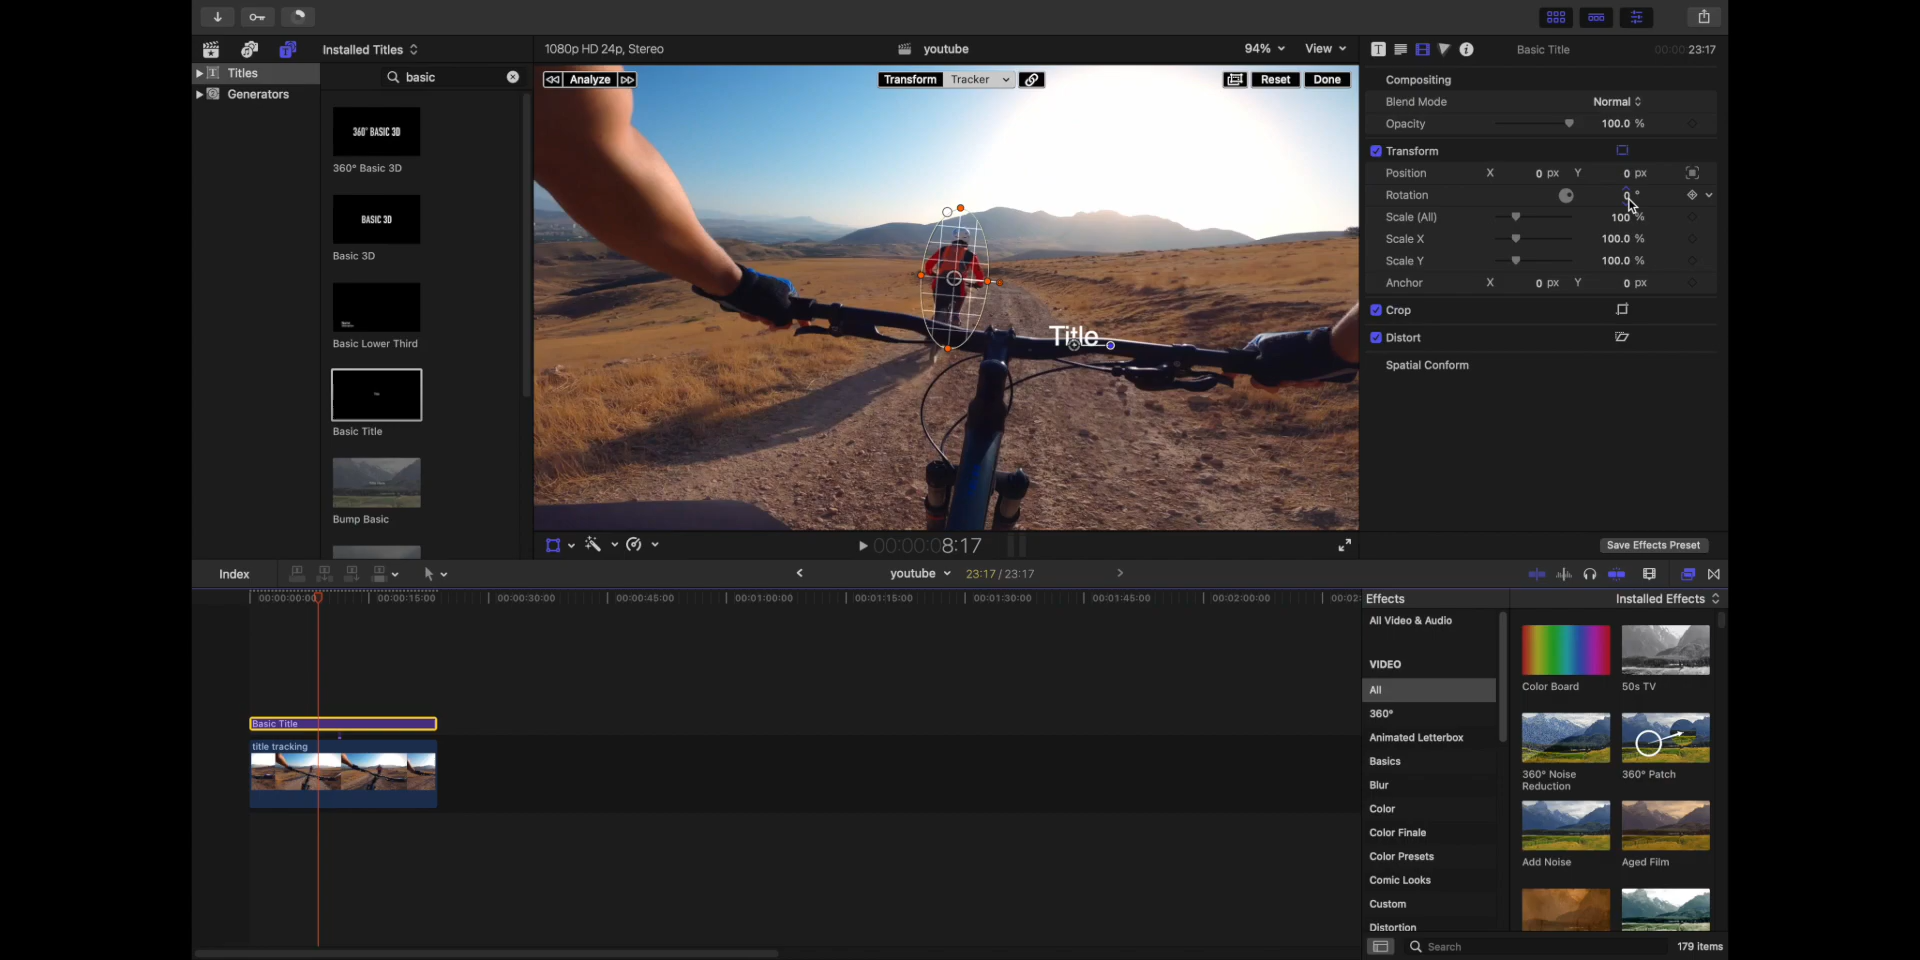 Installed Titles
1080p HD 24p, Stereo
youtube
94%
View
Basic Title
00:00:23:17
Titles
Generators
basic
360° BASIC 3D
360° Basic 3D
BASIC 3D
Basic 3D
Basic Lower Third
Basic Title
Bump Basic
Analyze
Transform
Tracker
Reset
Done
Title
00:00:08:17
Compositing
Blend Mode
Normal
Opacity
100.0 %
Transform
Position
X
0 px
Y
0 px
Rotation
0 °
Scale (All)
100 %
Scale X
100.0 %
Scale Y
100.0 %
Anchor
X
0 px
Y
0 px
Crop
Distort
Spatial Conform
Save Effects Preset
Index
youtube
23:17 / 23:17
00:00:00:00
00:00:15:00
00:00:30:00
00:00:45:00
00:01:00:00
00:01:15:00
00:01:30:00
00:01:45:00
00:02:00:00
00:02:
Basic Title
title tracking
Effects
Installed Effects
All Video & Audio
VIDEO
All
360°
Animated Letterbox
Basics
Blur
Color
Color Finale
Color Presets
Comic Looks
Custom
Distortion
Color Board
50s TV
360° Noise
Reduction
360° Patch
Add Noise
Aged Film
Search
179 items